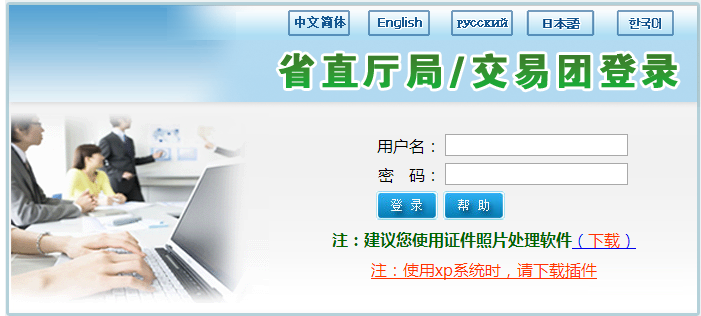 中文简体 English русский 日本語 한국어
省直厅局/交易团登录
用户名：
密 码：
登 录 帮 助
注：建议您使用证件照片处理软件（下载）
注：使用xp系统时，请下载插件